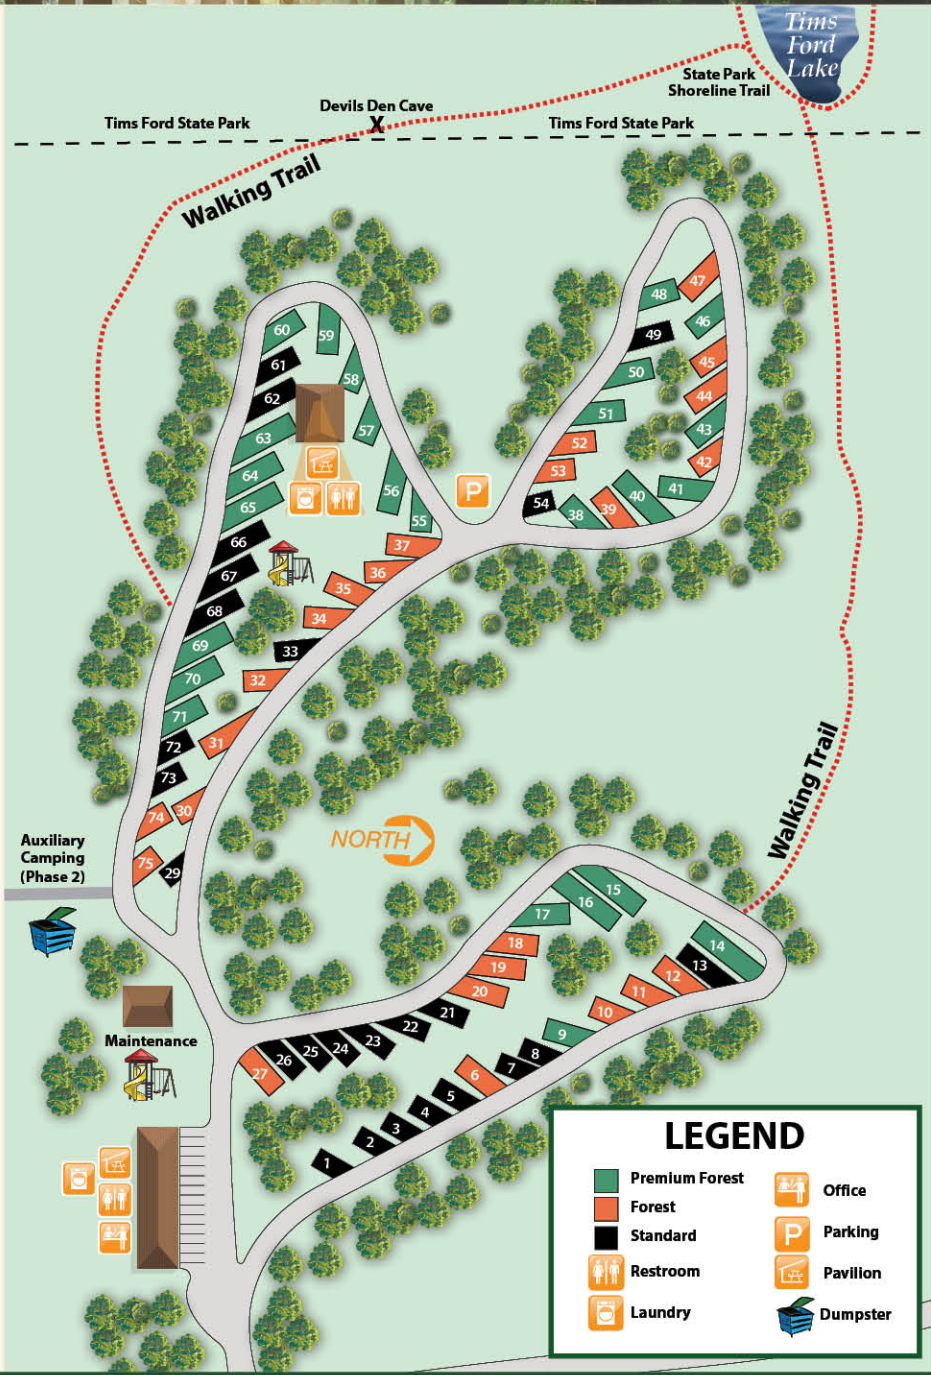 Tims
Ford
Lake
State Park
Shoreline Trail
Devils Den Cave
X
Tims Ford State Park
Tims Ford State Park
Walking Trail
47
48
46
49
45
50
44
51
43
52
42
53
41
40
54
39
38
P
60
59
61
58
62
57
63
64
56
65
55
66
37
67
36
35
68
34
69
33
70
32
71
31
72
73
74
30
75
29
Walking Trail
NORTH
Auxiliary
Camping
(Phase 2)
15
16
17
14
18
13
19
12
20
11
10
21
22
9
23
24
25
26
8
27
7
6
5
4
3
2
1
Maintenance
LEGEND
Premium Forest
Forest
Standard
Restroom
Laundry
Office
P Parking
Pavilion
Dumpster